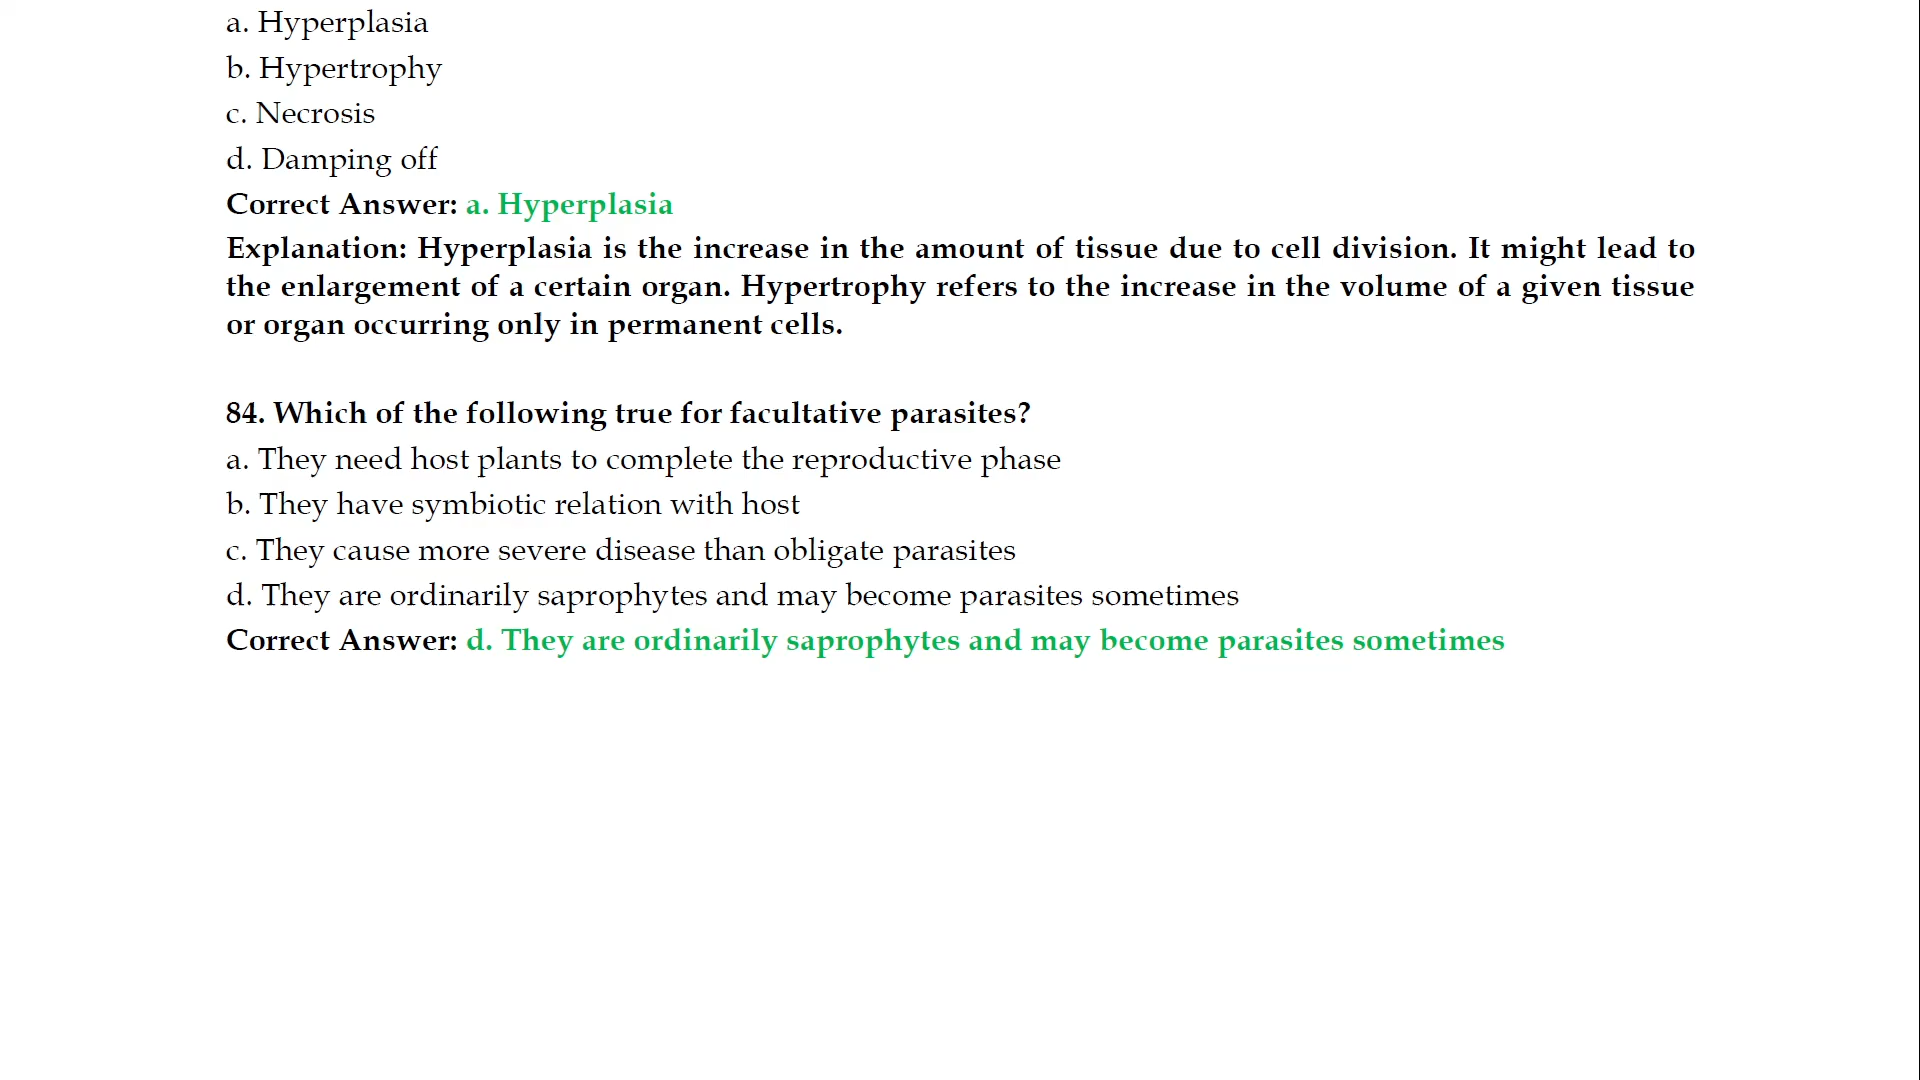 a. Hyperplasia
b. Hypertrophy
c. Necrosis
d. Damping off
Correct Answer: a. Hyperplasia
Explanation: Hyperplasia is the increase in the amount of tissue due to cell division. It might lead to
the enlargement of a certain organ. Hypertrophy refers to the increase in the volume of a given tissue
or organ occurring only in permanent cells.
84. Which of the following true for facultative parasites?
a. They need host plants to complete the reproductive phase
b. They have symbiotic relation with host
c. They cause more severe disease than obligate parasites
d. They are ordinarily saprophytes and may become parasites sometimes
Correct Answer: d. They are ordinarily saprophytes and may become parasites sometimes